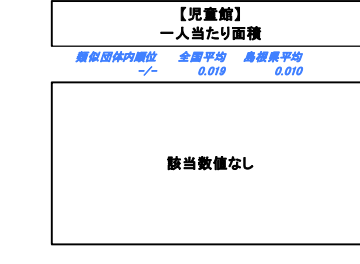 【児童館】
一人当たり面積
類似団体内順位 全国平均 島根県平均
-/- 0.019 0.010
該当数値なし